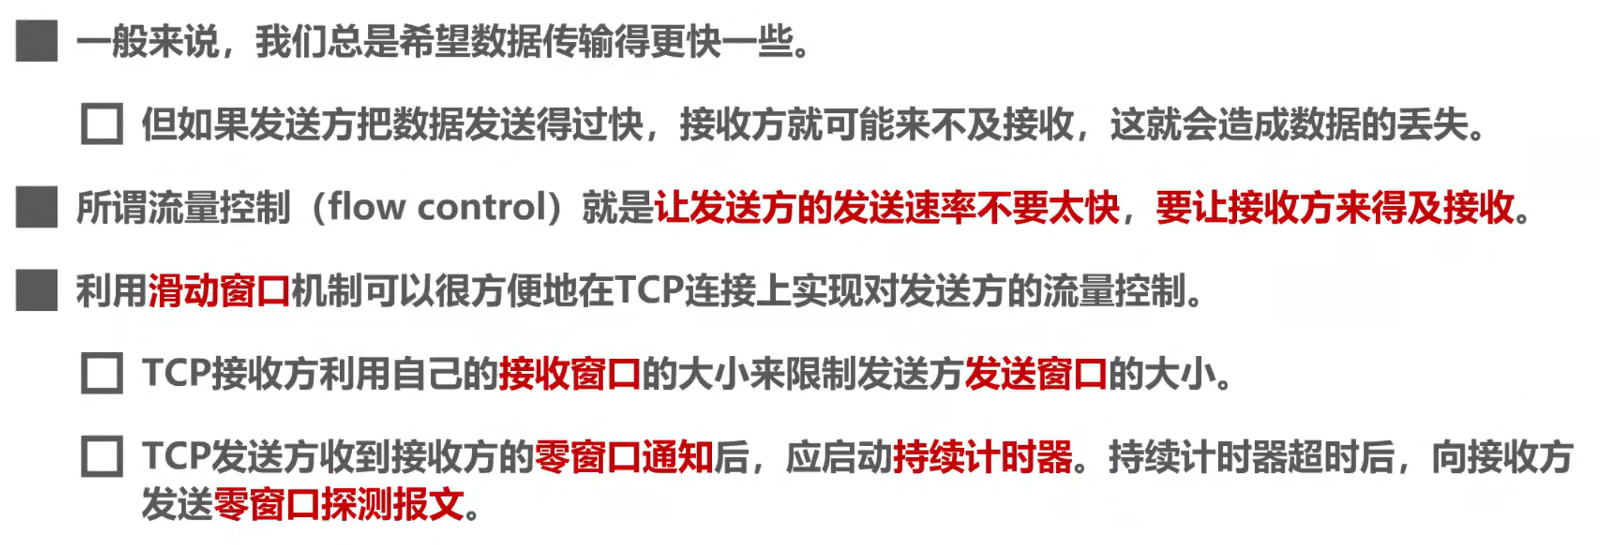 一般来说，我们总是希望数据传输得更快一些。
但如果发送方把数据发送得过快，接收方就可能来不及接收，这就会造成数据的丢失。
所谓流量控制（flow control）就是让发送方的发送速率不要太快，要让接收方来得及接收。
利用滑动窗口机制可以很方便地在TCP连接上实现对发送方的流量控制。
TCP接收方利用自己的接收窗口的大小来限制发送方发送窗口的大小。
TCP发送方收到接收方的零窗口通知后，应启动持续计时器。持续计时器超时后，向接收方
发送零窗口探测报文。